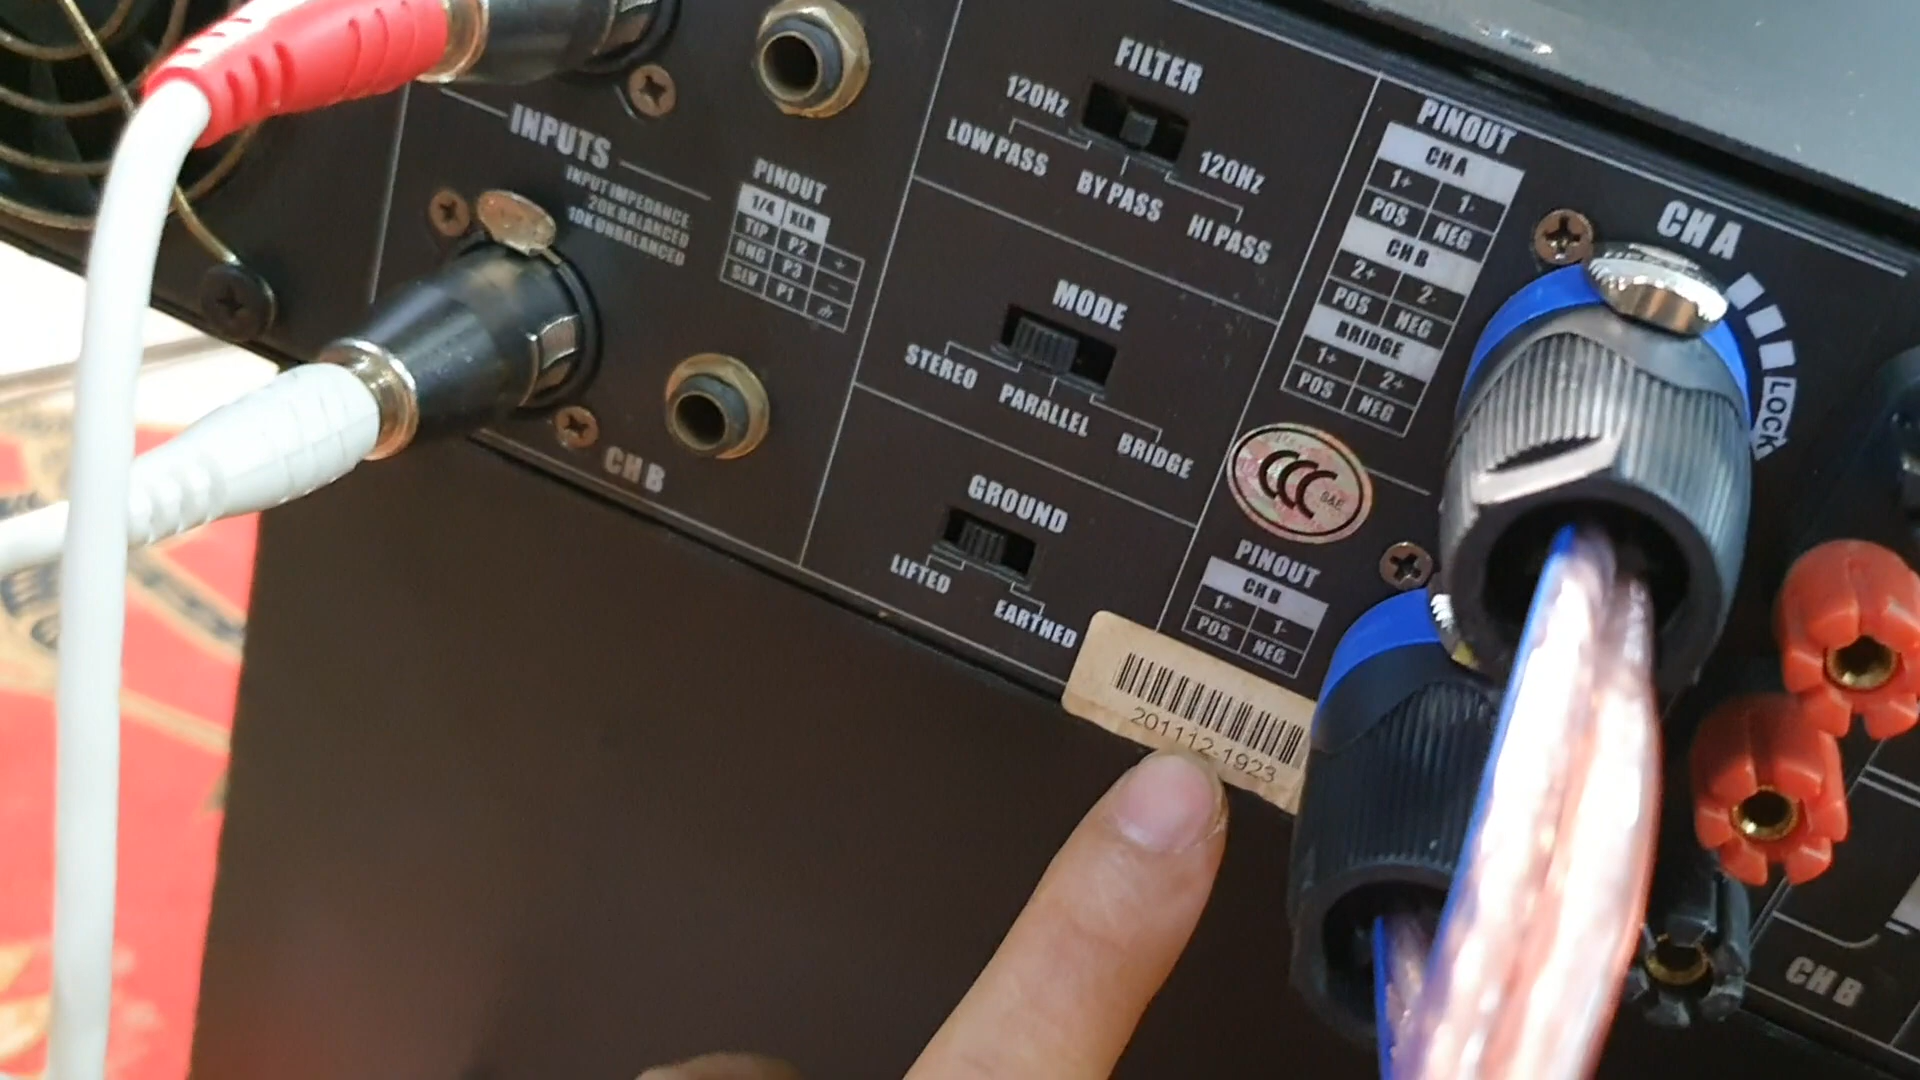 INPUTS
INPUT IMPEDANCE
20K BALANCED
10K UNBALANCED
PINOUT
1/4 XLR
TIP P2 +
RNG P3 -
SLV P1
CH B
FILTER
120Hz
LOW PASS
BY PASS
120Hz
HI PASS
MODE
STEREO
PARALLEL
BRIDGE
GROUND
LIFTED
EARTHED
PINOUT
CH A
1+ 1-
POS NEG
CH B
2+ 2-
POS NEG
BRIDGE
1+ 2+
POS NEG
CCC
S&E
PINOUT
CH B
1+ 1-
POS NEG
201112-1923
CH A
LOCK
CH B